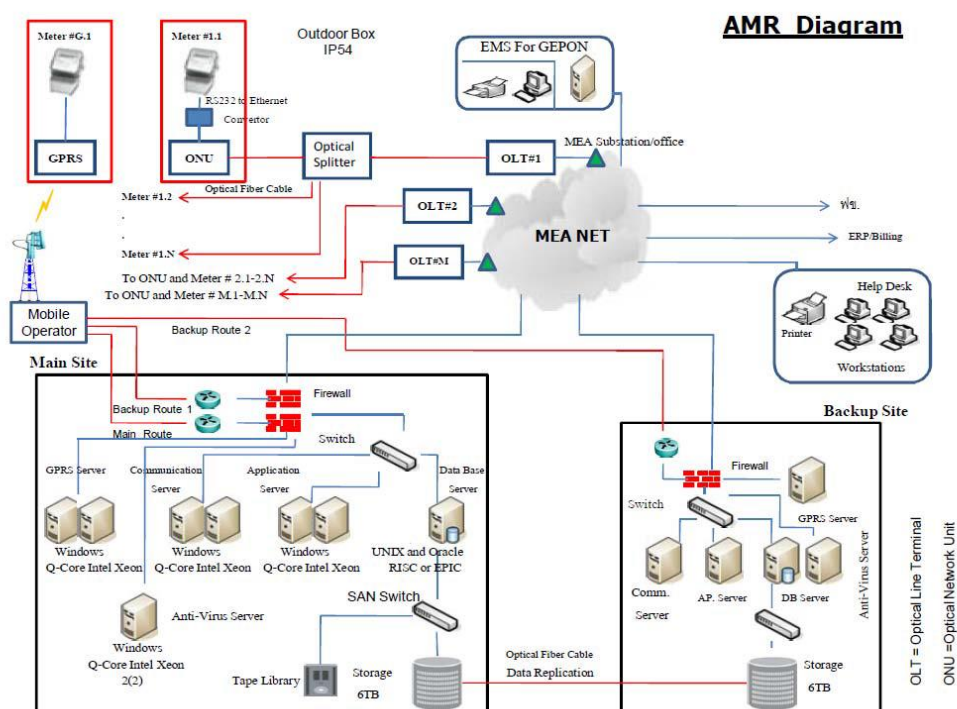 AMR Diagram
Meter #G.1
Meter #1.1
Outdoor Box
IP54
EMS For GEPON
RS232 to Ethernet
Convertor
GPRS
ONU
Optical
Splitter
OLT#1
MEA Substation/office
Optical Fiber Cable
Meter #1.2
.
.
Meter #1.N
OLT#2
MEA NET
ฟข.
ERP/Billing
OLT#M
To ONU and Meter # 2.1-2.N
To ONU and Meter # M.1-M.N
Help Desk
Printer
Workstations
Mobile
Operator
Backup Route 2
Main Site
Backup Route 1
Main Route
Firewall
Switch
GPRS Server
Communication
Server
Application
Server
Data Base
Server
Windows
Q-Core Intel Xeon
Windows
Q-Core Intel Xeon
Windows
Q-Core Intel Xeon
UNIX and Oracle
RISC or EPIC
Anti-Virus Server
Windows
Q-Core Intel Xeon
2(2)
SAN Switch
Tape Library
Storage
6TB
Optical Fiber Cable
Data Replication
Backup Site
Firewall
Switch
GPRS Server
Comm.
Server
AP. Server
DB Server
Anti-Virus Server
Storage
6TB
OLT = Optical Line Terminal
ONU =Optical Network Unit